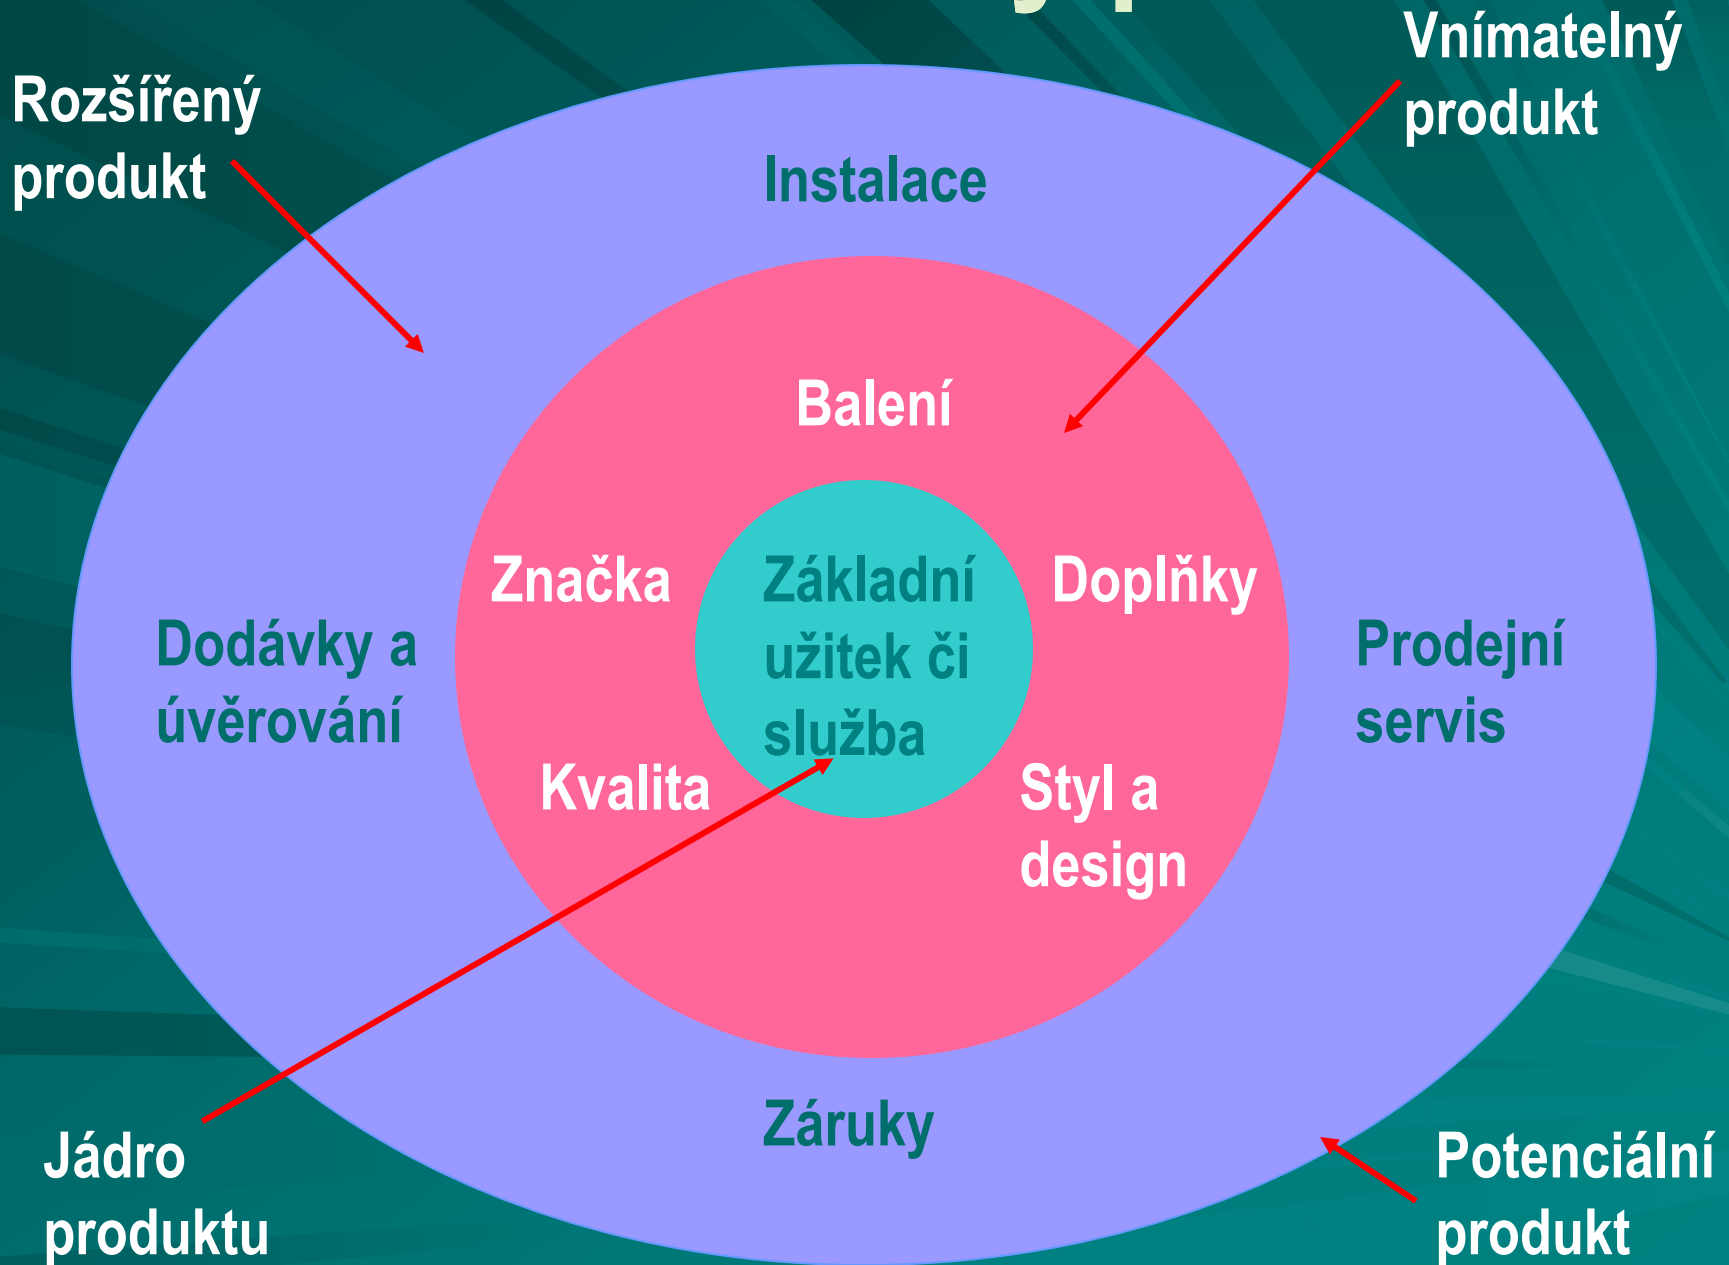 Vnímatelný
produkt
Rozšířený
produkt
Instalace
Balení
Značka
Základní
užitek či
služba
Doplňky
Dodávky a
úvěrování
Prodejní
servis
Kvalita
Styl a
design
Záruky
Jádro
produktu
Potenciální
produkt